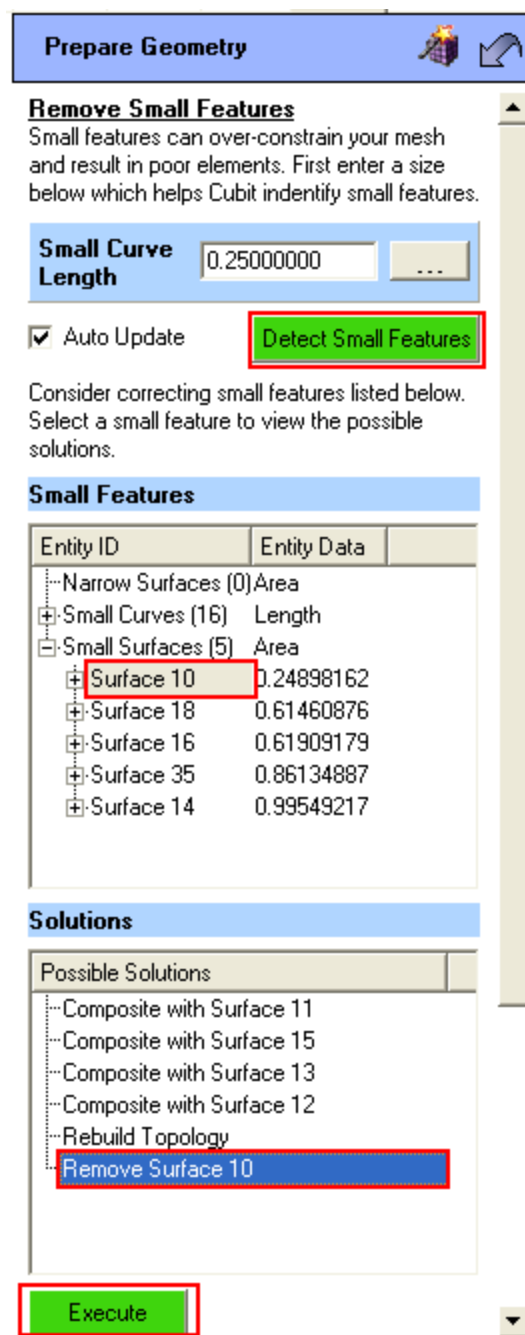 Prepare Geometry
Remove Small Features
Small features can over-constrain your mesh
and result in poor elements. First enter a size
below which helps Cubit indentify small features.
Small Curve
Length
0.25000000
...
Auto Update
Detect Small Features
Consider correcting small features listed below.
Select a small feature to view the possible
solutions.
Small Features
Entity ID Entity Data
Narrow Surfaces (0) Area
Small Curves (16) Length
Small Surfaces (5) Area
Surface 10 0.24898162
Surface 18 0.61460876
Surface 16 0.61909179
Surface 35 0.86134887
Surface 14 0.99549217
Solutions
Possible Solutions
Composite with Surface 11
Composite with Surface 15
Composite with Surface 13
Composite with Surface 12
Rebuild Topology
Remove Surface 10
Execute